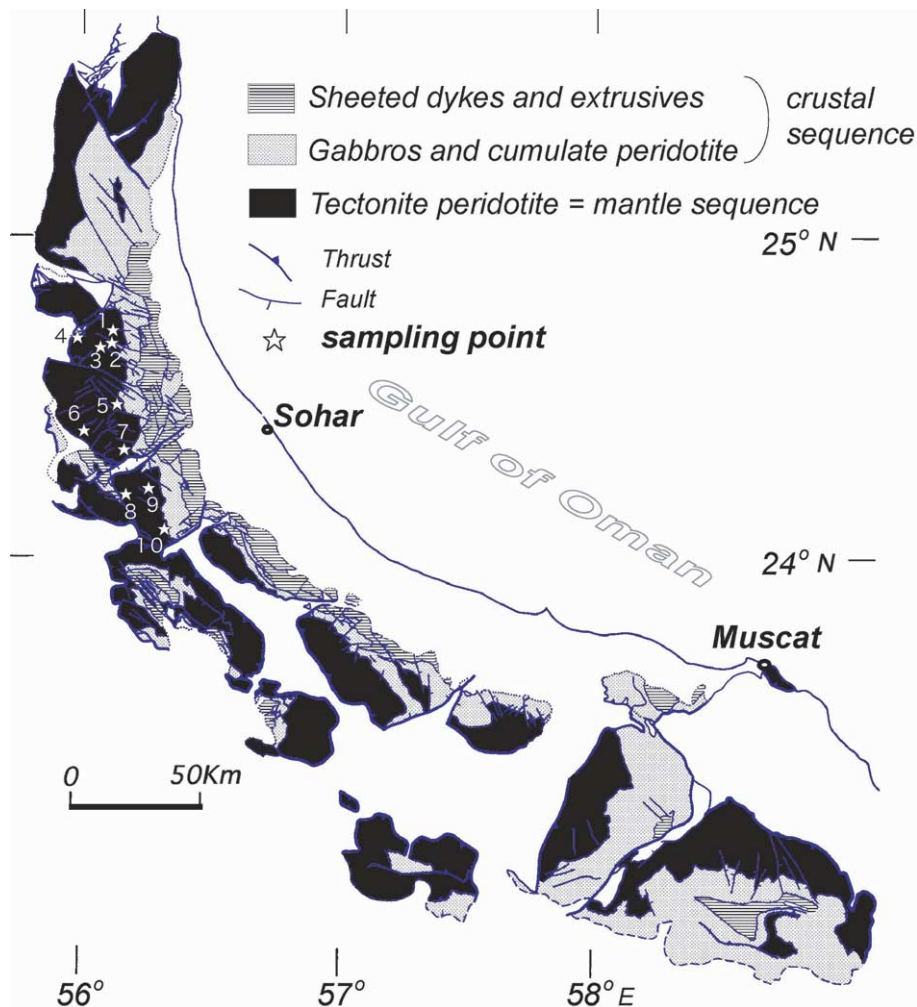 Sheeted dykes and extrusives
crustal
sequence
Gabbros and cumulate peridotite
Tectonite peridotite = mantle sequence
25° N
Thrust
Fault
sampling point
1
4
3
2
5
6
7
8
9
10
Sohar
Gulf of Oman
24° N
Muscat
0 50Km
56° 57° 58° E